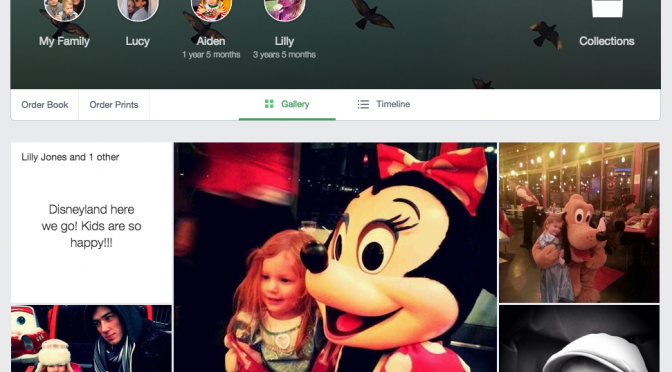 My Family
Lucy
Aiden
Lilly
Collections
1 year 5 months
3 years 5 months
Order Book
Order Prints
Gallery
Timeline
Lilly Jones and 1 other
Disneyland here
we go! Kids are so
happy!!!